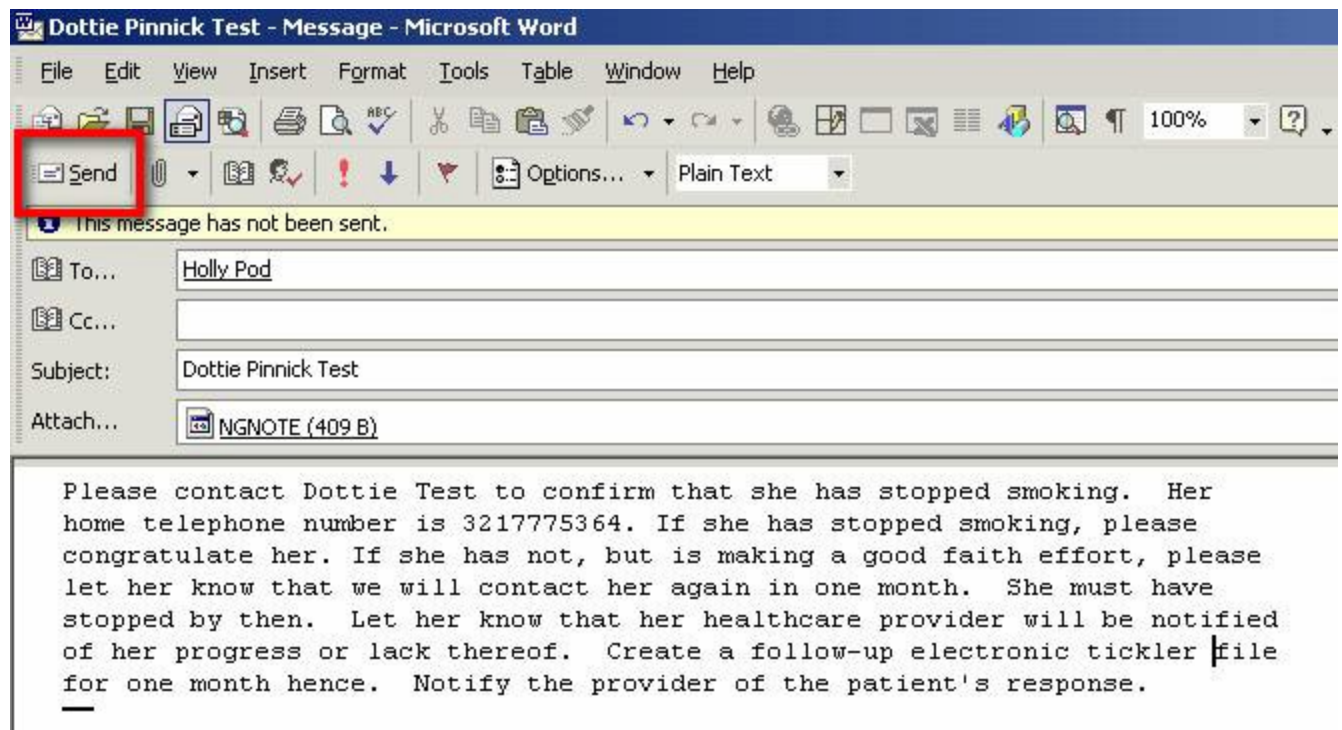 Dottie Pinnick Test - Message - Microsoft Word
File Edit View Insert Format Tools Table Window Help
ABC 100%
Send Options... Plain Text
This message has not been sent.
To... Holly Pod
Cc...
Subject: Dottie Pinnick Test
Attach... NGNOTE (409 B)
Please contact Dottie Test to confirm that she has stopped smoking. Her
home telephone number is 3217775364. If she has stopped smoking, please
congratulate her. If she has not, but is making a good faith effort, please
let her know that we will contact her again in one month. She must have
stopped by then. Let her know that her healthcare provider will be notified
of her progress or lack thereof. Create a follow-up electronic tickler file
for one month hence. Notify the provider of the patient's response.